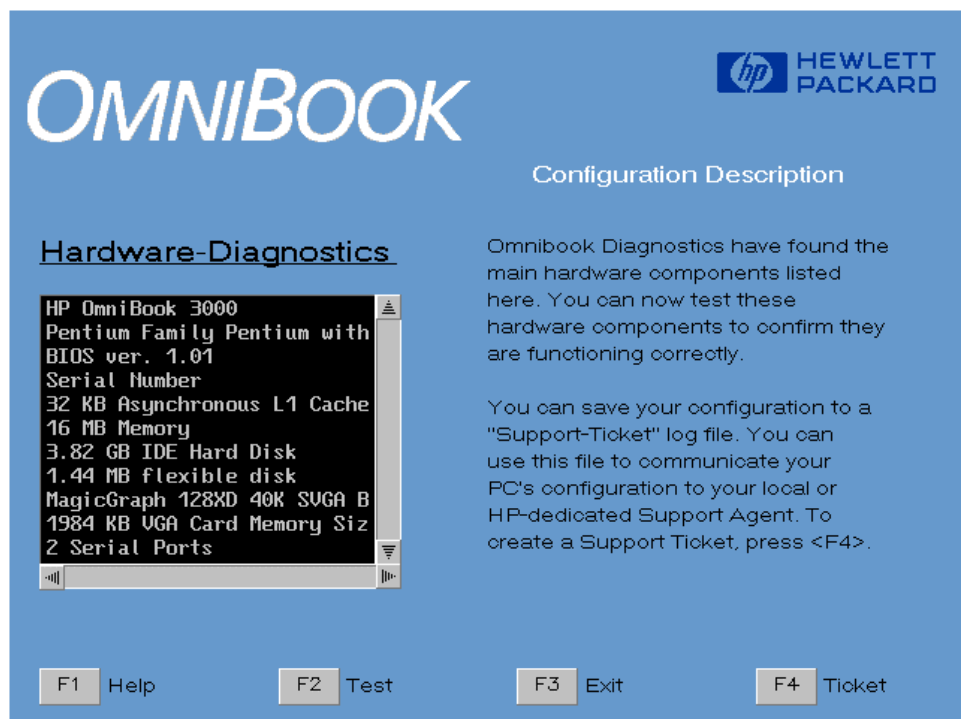 OMNIBOOK
hp HEWLETT
PACKARD
Configuration Description
Hardware-Diagnostics
HP OmniBook 3000
Pentium Family Pentium with
BIOS ver. 1.01
Serial Number
32 KB Asynchronous L1 Cache
16 MB Memory
3.82 GB IDE Hard Disk
1.44 MB flexible disk
MagicGraph 128XD 40K SVGA B
1984 KB VGA Card Memory Siz
2 Serial Ports
Omnibook Diagnostics have found the
main hardware components listed
here. You can now test these
hardware components to confirm they
are functioning correctly.
You can save your configuration to a
"Support-Ticket" log file. You can
use this file to communicate your
PC's configuration to your local or
HP-dedicated Support Agent. To
create a Support Ticket, press <F4>.
F1 Help F2 Test F3 Exit F4 Ticket